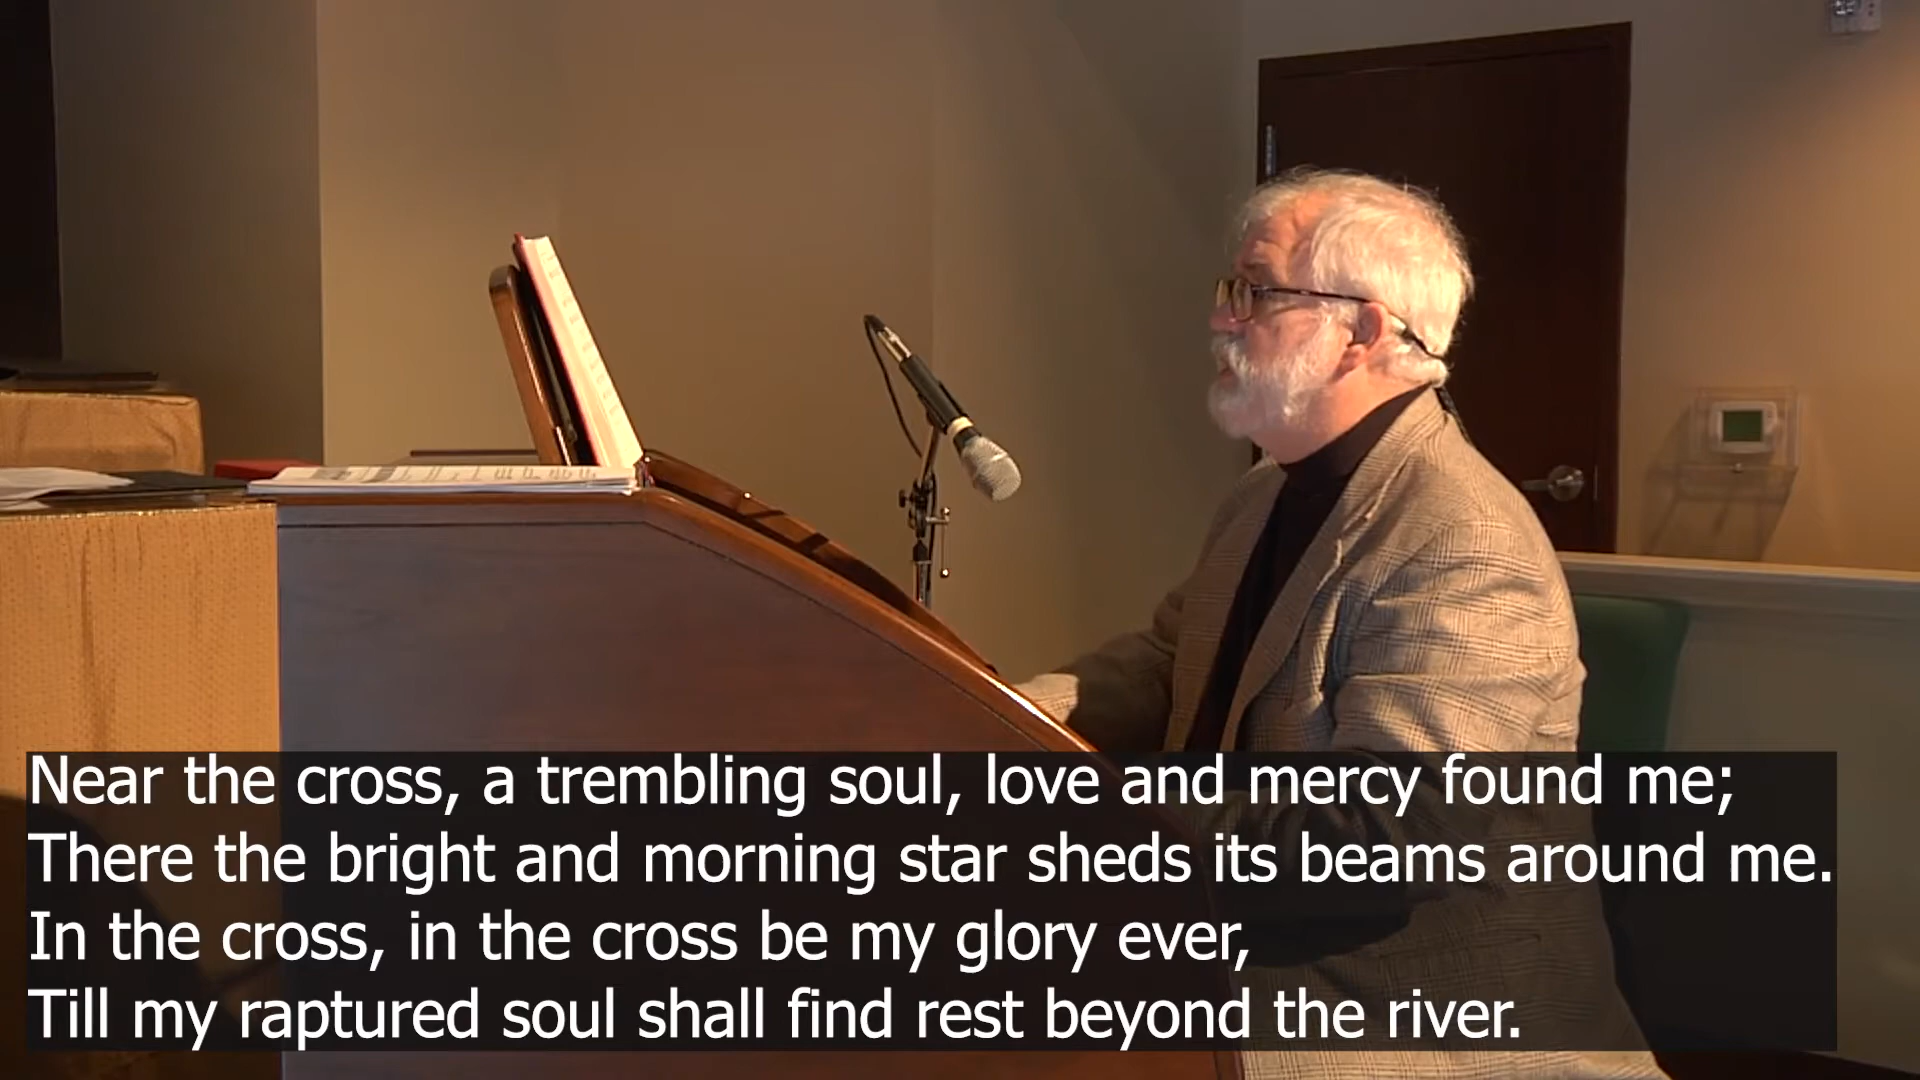 Near the cross, a trembling soul, love and mercy found me;
There the bright and morning star sheds its beams around me.
In the cross, in the cross be my glory ever,
Till my raptured soul shall find rest beyond the river.